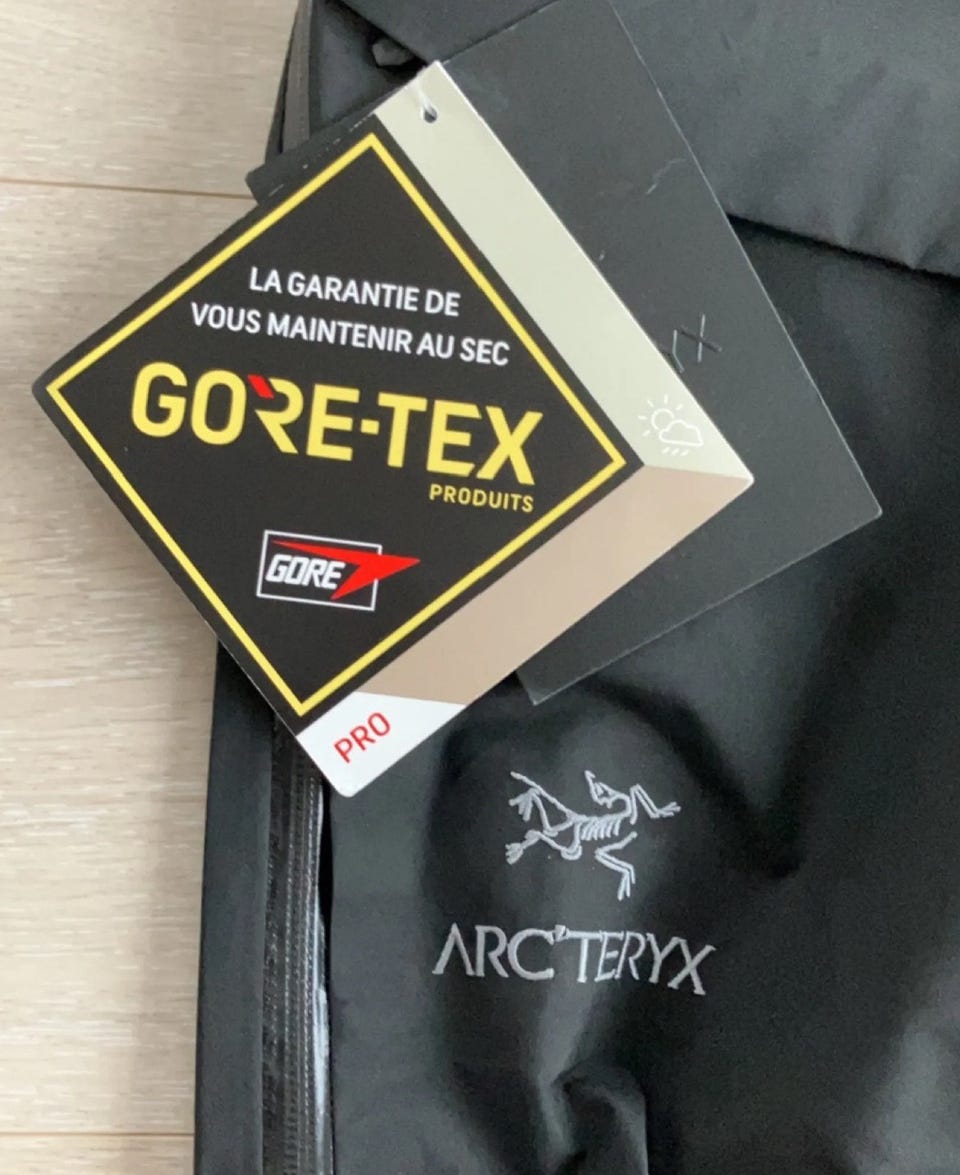 LA GARANTIE DE
VOUS MAINTENIR AU SEC
GORE-TEX
PRODUITS
GORE
PRO
ARC'TERYX